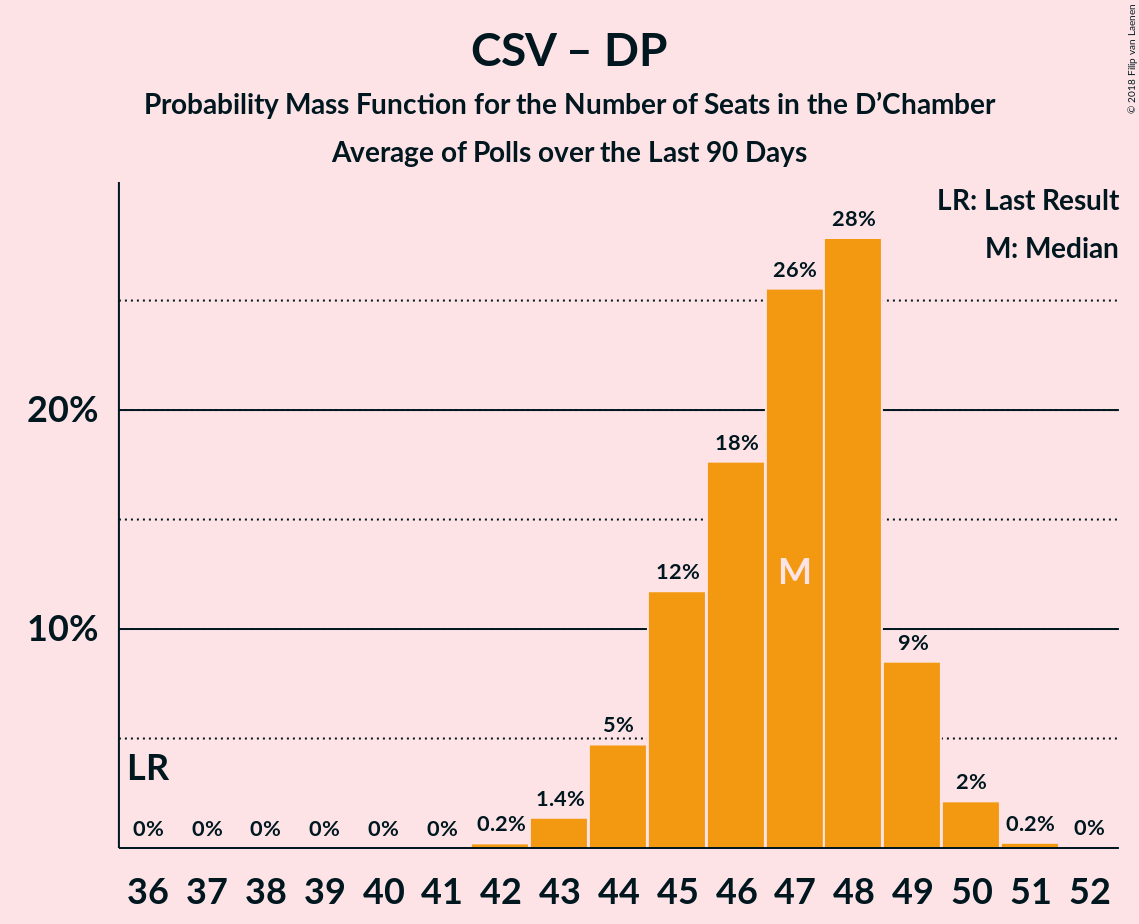 CSV – DP
Probability Mass Function for the Number of Seats in the D’Chamber
Average of Polls over the Last 90 Days
© 2018 Filip van Laenen
LR: Last Result
M: Median
28%
26%
20%
18%
M
12%
10%
9%
5%
LR
2%
1.4%
0% 0% 0% 0% 0% 0% 0.2% 0.2% 0%
36 37 38 39 40 41 42 43 44 45 46 47 48 49 50 51 52